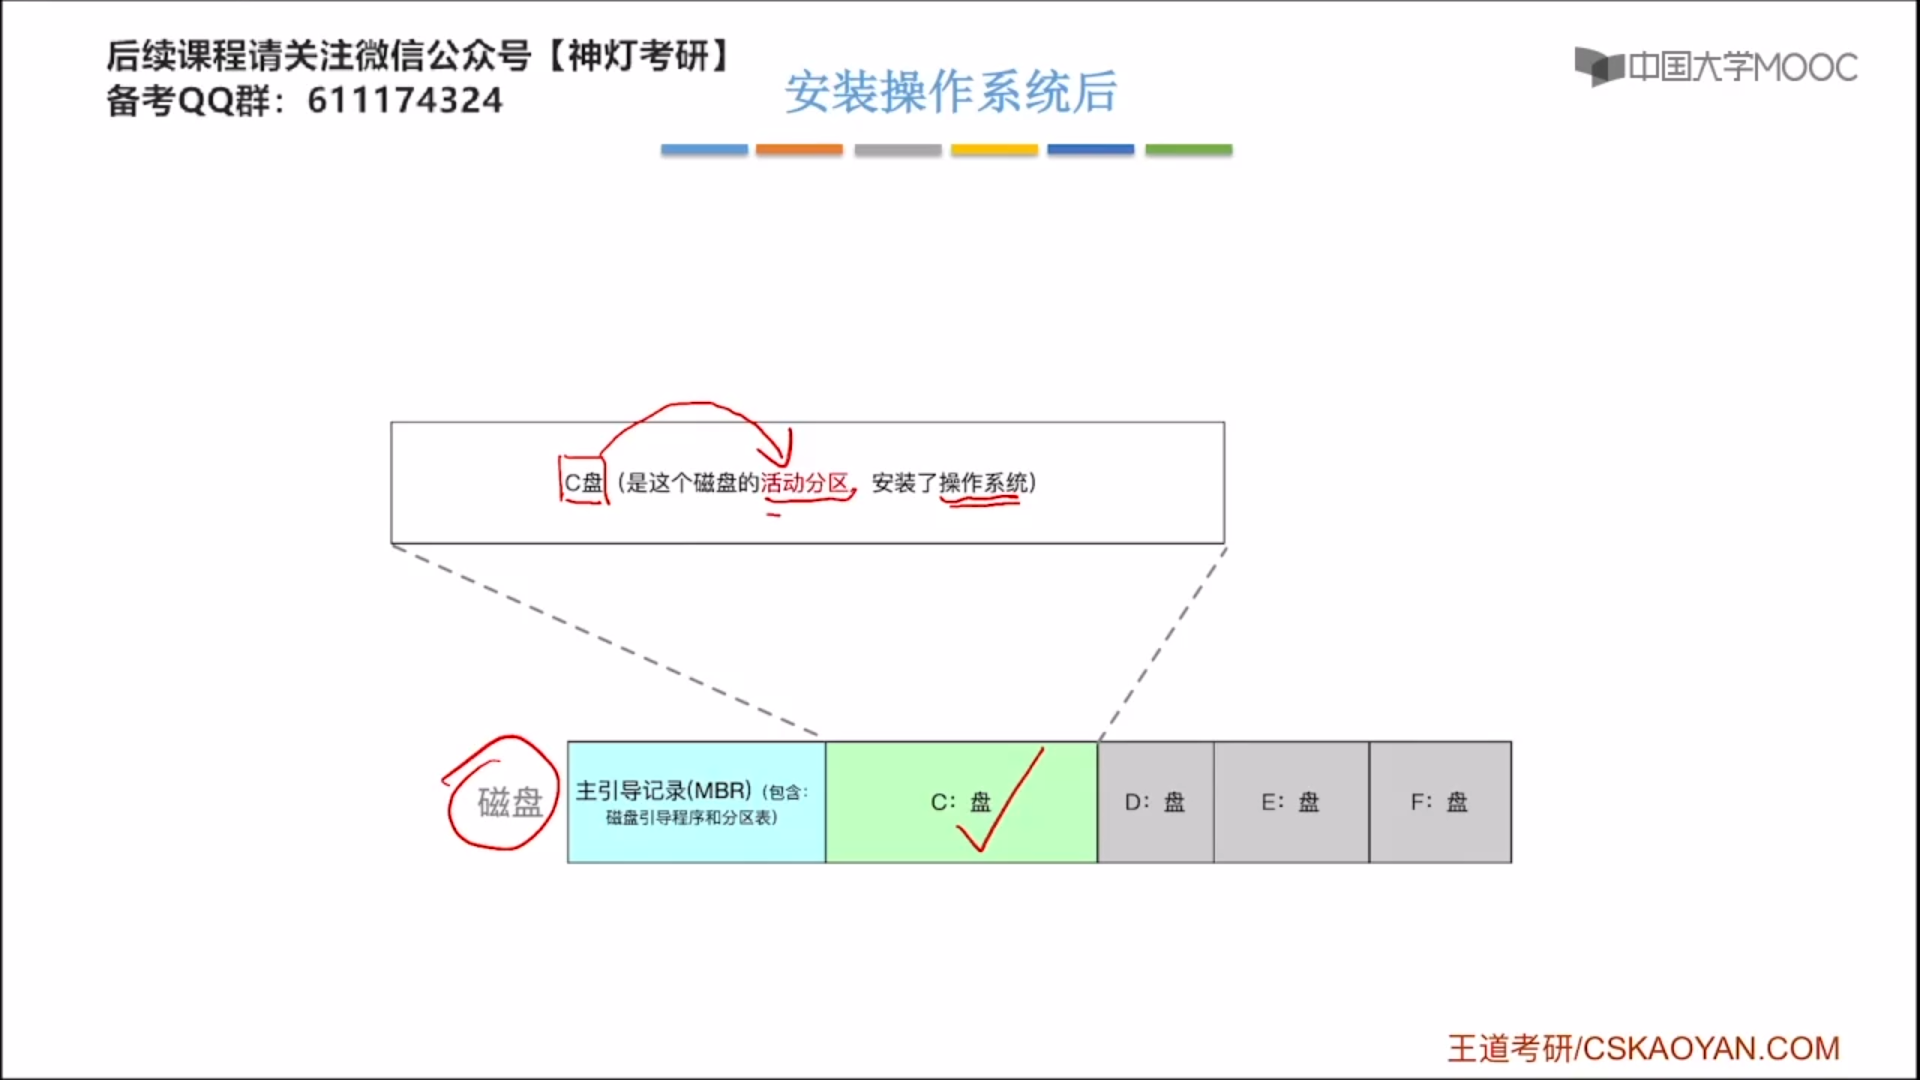 后续课程请关注微信公众号【神灯考研】
备考QQ群：611174324
中国大学MOOC
安装操作系统后
C盘（是这个磁盘的活动分区，安装了操作系统）
磁盘
主引导记录(MBR)（包含：
磁盘引导程序和分区表）
C：盘
D：盘
E：盘
F：盘
王道考研/CSKAOYAN.COM